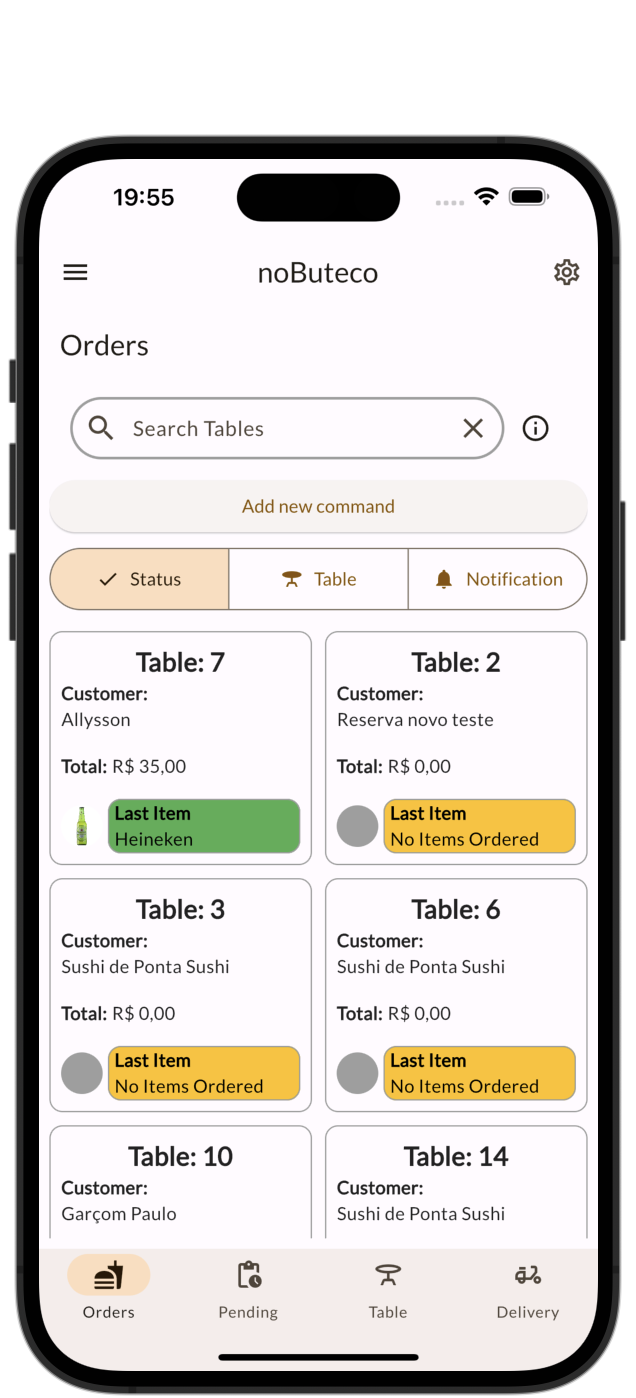 19:55
noButeco
Orders
Search Tables
Add new command
Status Table Notification
Table: 7
Customer:
Allysson
Total: R$ 35,00
Last Item
Heineken
Table: 2
Customer:
Reserva novo teste
Total: R$ 0,00
Last Item
No Items Ordered
Table: 3
Customer:
Sushi de Ponta Sushi
Total: R$ 0,00
Last Item
No Items Ordered
Table: 6
Customer:
Sushi de Ponta Sushi
Total: R$ 0,00
Last Item
No Items Ordered
Table: 10
Customer:
Garçom Paulo
Table: 14
Customer:
Sushi de Ponta Sushi
Orders Pending Table Delivery